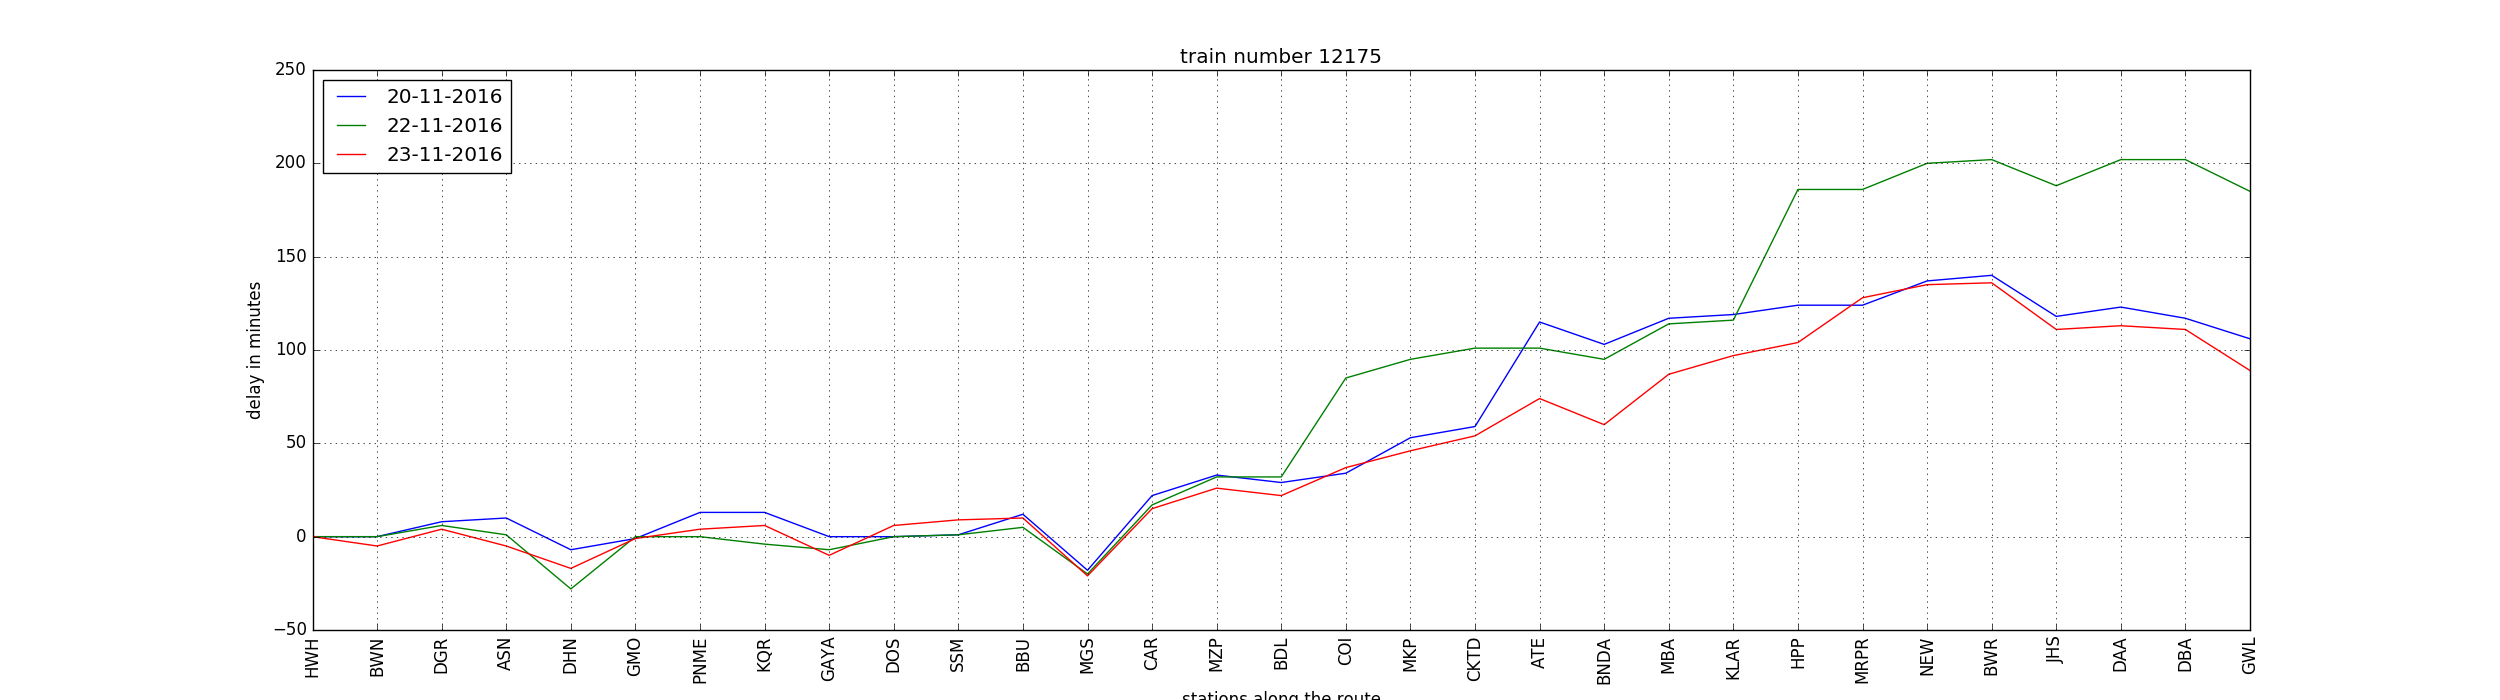 train number 12175
250
200
150
100
50
0
−50
delay in minutes
20-11-2016
22-11-2016
23-11-2016
HWH
BWN
DGR
ASN
DHN
GMO
PNME
KQR
GAYA
DOS
SSM
BBU
MGS
CAR
MZP
BDL
COI
MKP
CKTD
ATE
BNDA
MBA
KLAR
HPP
MRPR
NEW
BWR
JHS
DAA
DBA
GWL
stations along the route